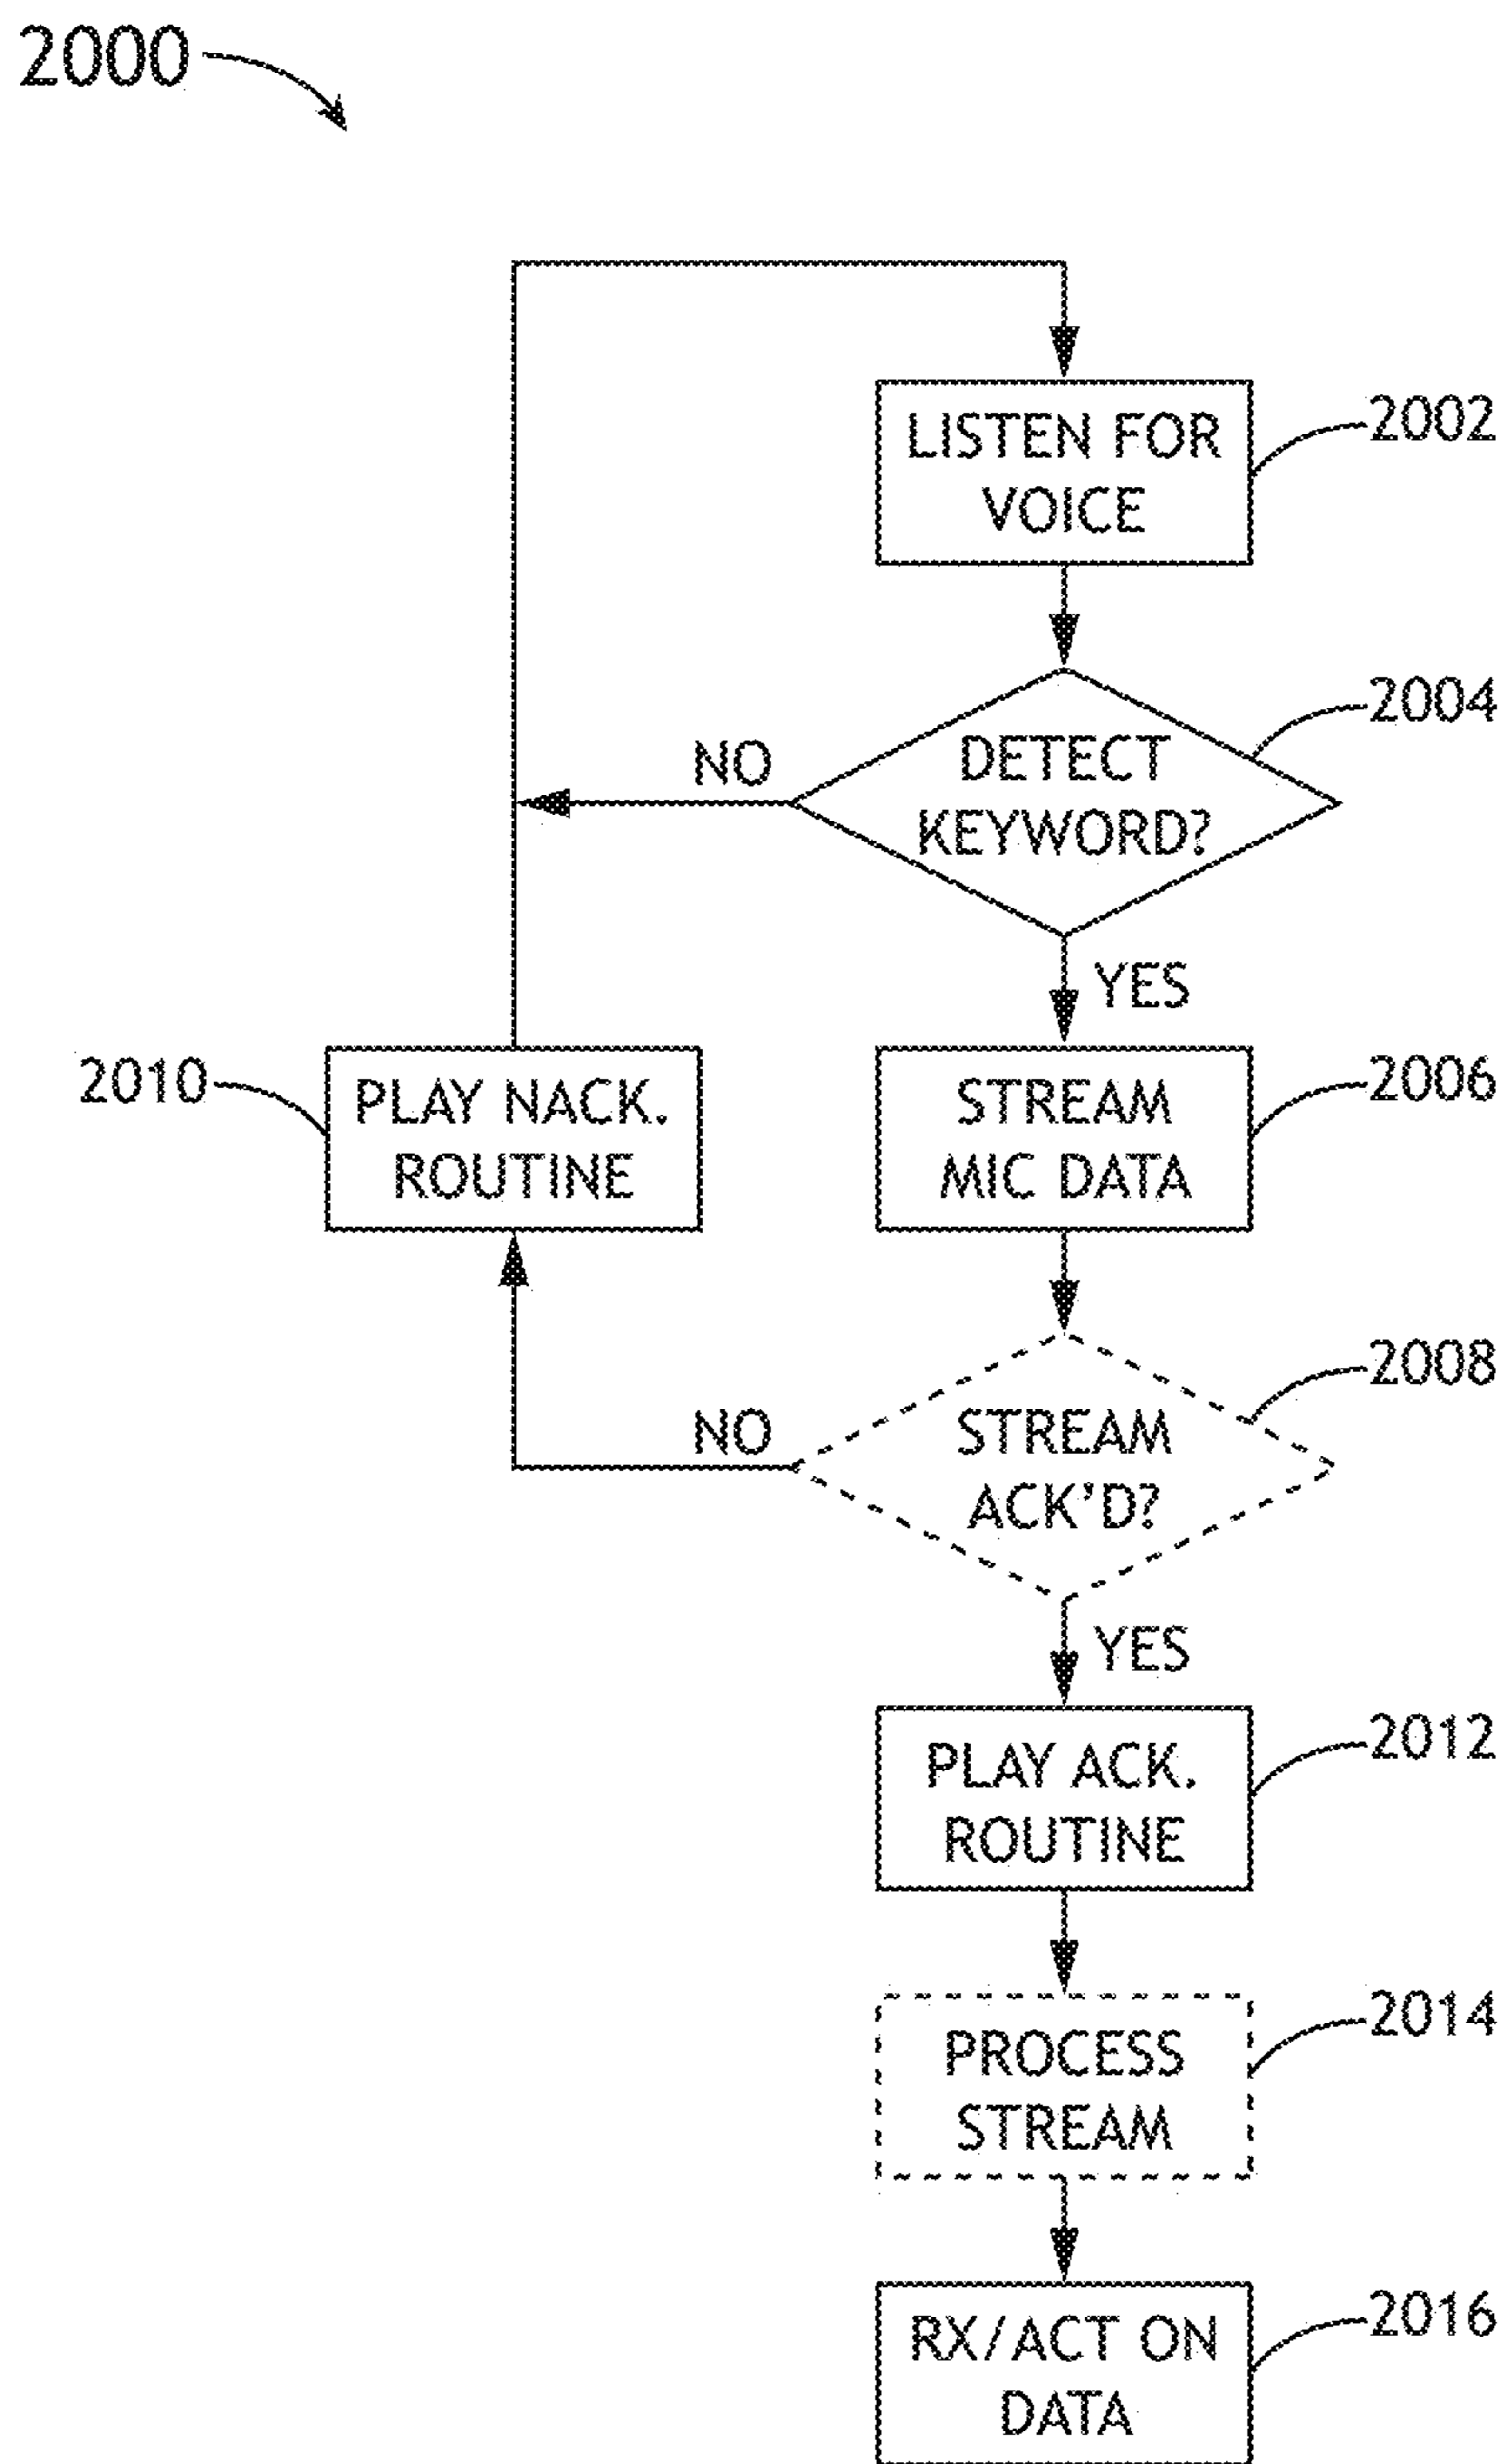 2000
LISTEN FOR
VOICE
2002
DETECT
KEYWORD?
2004
NO
YES
2010
PLAY NACK.
ROUTINE
STREAM
MIC DATA
2006
STREAM
ACK'D?
2008
NO
YES
PLAY ACK.
ROUTINE
2012
PROCESS
STREAM
2014
RX/ACT ON
DATA
2016